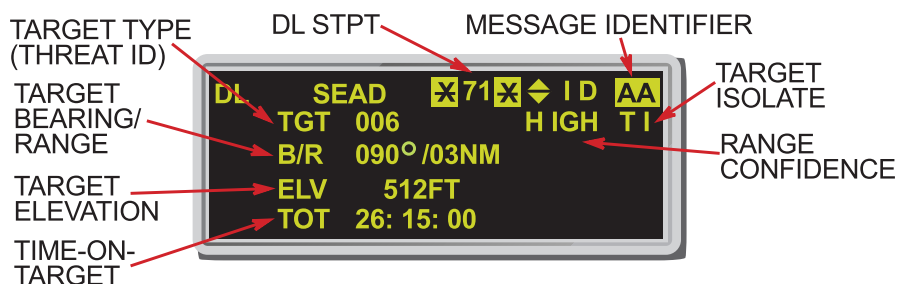 TARGET TYPE
(THREAT ID)
DL STPT
MESSAGE IDENTIFIER
TARGET
BEARING/
RANGE
TARGET
ELEVATION
TIME-ON-
TARGET
TARGET
ISOLATE
RANGE
CONFIDENCE
DL SEAD *71* ID AA
TGT 006 HIGH TI
B/R 090°/03NM
ELV 512FT
TOT 26: 15: 00